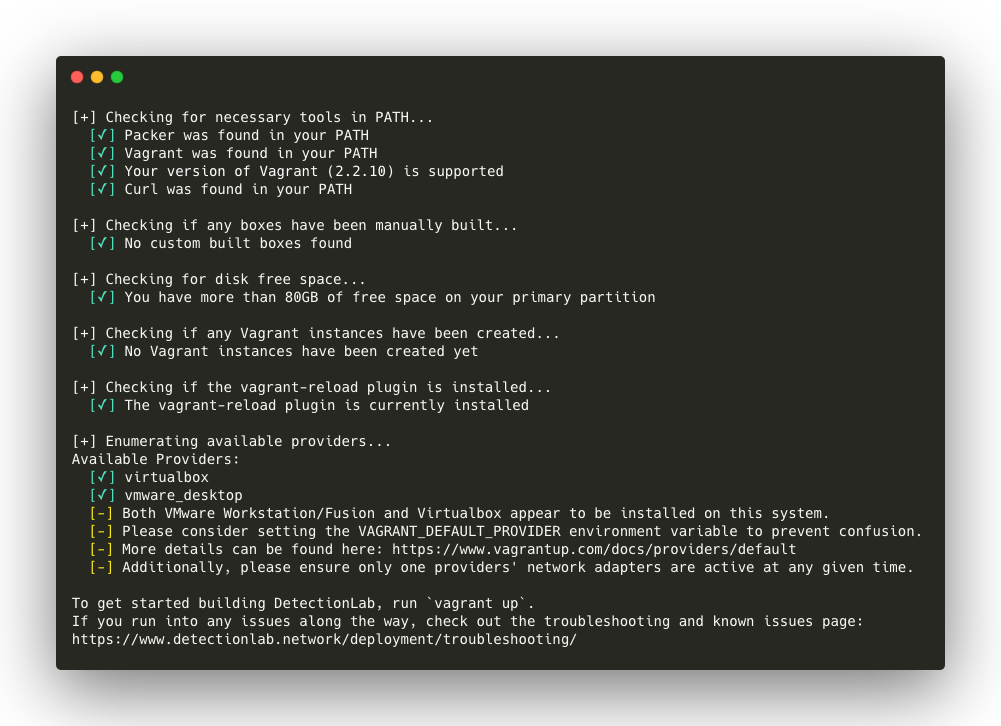 [+] Checking for necessary tools in PATH...
[✓] Packer was found in your PATH
[✓] Vagrant was found in your PATH
[✓] Your version of Vagrant (2.2.10) is supported
[✓] Curl was found in your PATH
[+] Checking if any boxes have been manually built...
[✓] No custom built boxes found
[+] Checking for disk free space...
[✓] You have more than 80GB of free space on your primary partition
[+] Checking if any Vagrant instances have been created...
[✓] No Vagrant instances have been created yet
[+] Checking if the vagrant-reload plugin is installed...
[✓] The vagrant-reload plugin is currently installed
[+] Enumerating available providers...
Available Providers:
[✓] virtualbox
[✓] vmware_desktop
[-] Both VMware Workstation/Fusion and Virtualbox appear to be installed on this system.
[-] Please consider setting the VAGRANT_DEFAULT_PROVIDER environment variable to prevent confusion.
[-] More details can be found here: https://www.vagrantup.com/docs/providers/default
[-] Additionally, please ensure only one providers' network adapters are active at any given time.
To get started building DetectionLab, run `vagrant up`.
If you run into any issues along the way, check out the troubleshooting and known issues page:
https://www.detectionlab.network/deployment/troubleshooting/